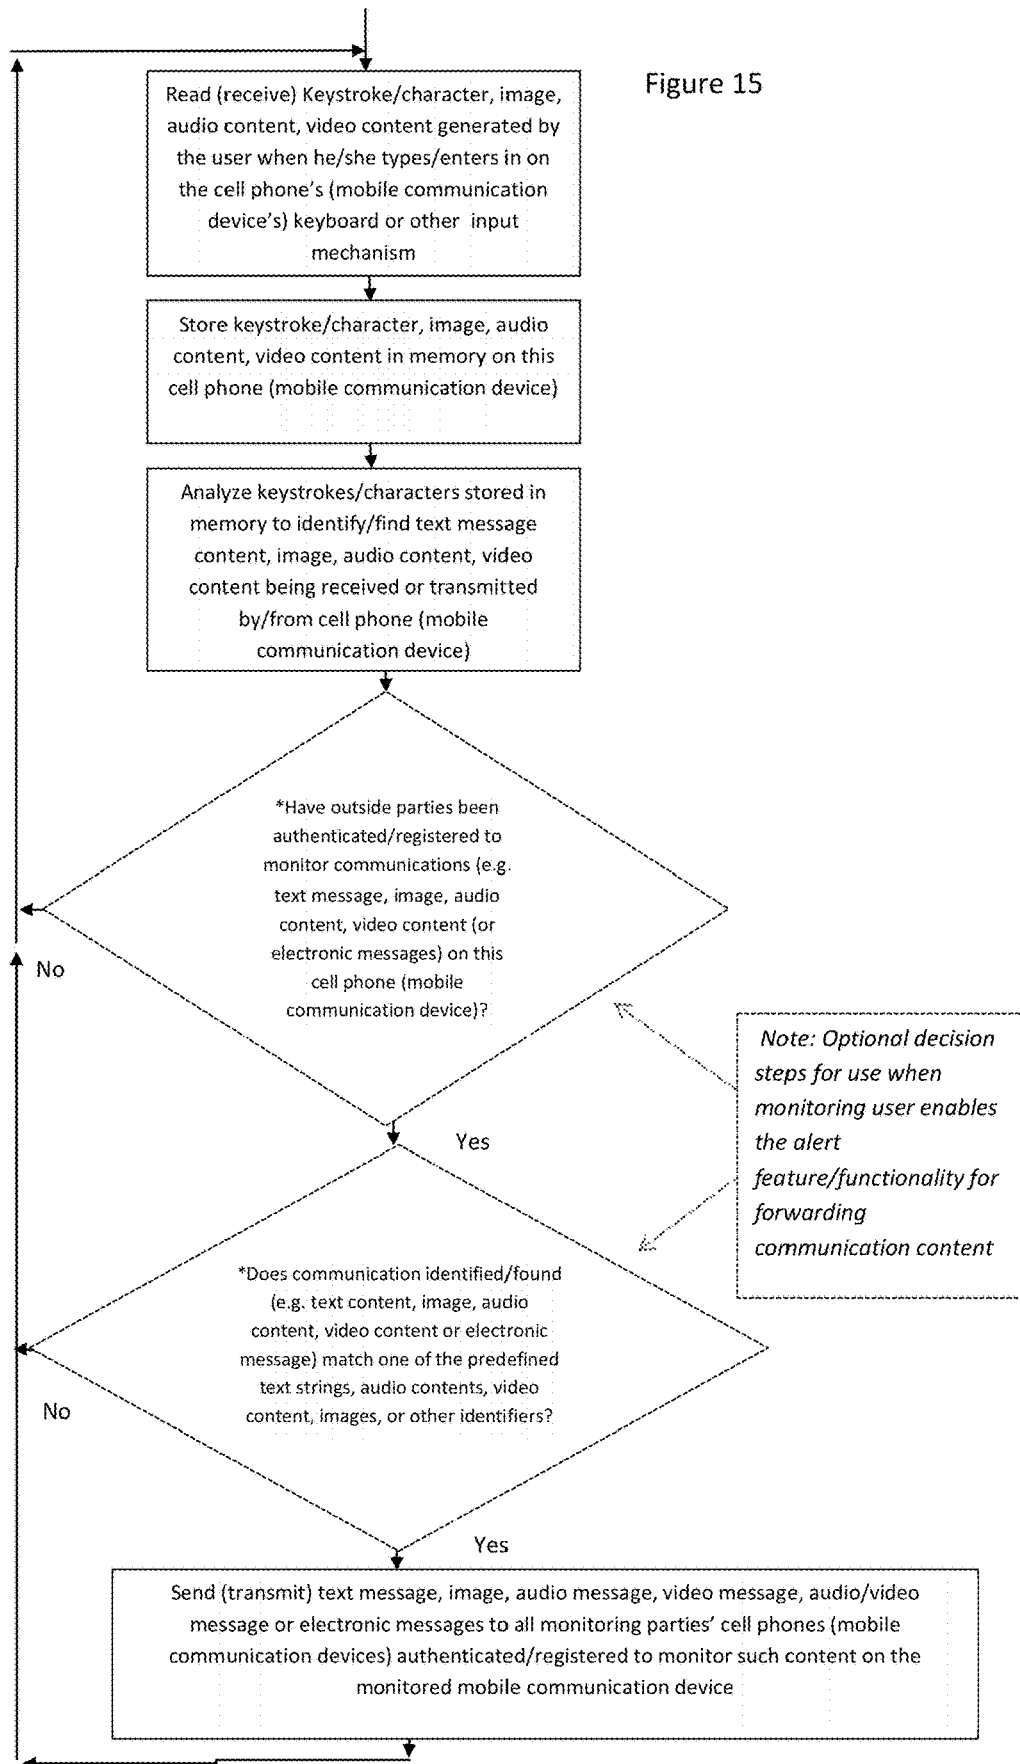 Figure 15
Read (receive) Keystroke/character, image,
audio content, video content generated by
the user when he/she types/enters in on
the cell phone's (mobile communication
device's) keyboard or other input
mechanism
Store keystroke/character, image, audio
content, video content in memory on this
cell phone (mobile communication device)
Analyze keystrokes/characters stored in
memory to identify/find text message
content, image, audio content, video
content being received or transmitted
by/from cell phone (mobile
communication device)
*Have outside parties been
authenticated/registered to
monitor communications (e.g.
text message, image, audio
content, video content (or
electronic messages) on this
cell phone (mobile
communication device)?
No
Note: Optional decision
steps for use when
monitoring user enables
the alert
feature/functionality for
forwarding
communication content
Yes
*Does communication identified/found
(e.g. text content, image, audio
content, video content or electronic
message) match one of the predefined
text strings, audio contents, video
content, images, or other identifiers?
No
Yes
Send (transmit) text message, image, audio message, video message, audio/video
message or electronic messages to all monitoring parties' cell phones (mobile
communication devices) authenticated/registered to monitor such content on the
monitored mobile communication device